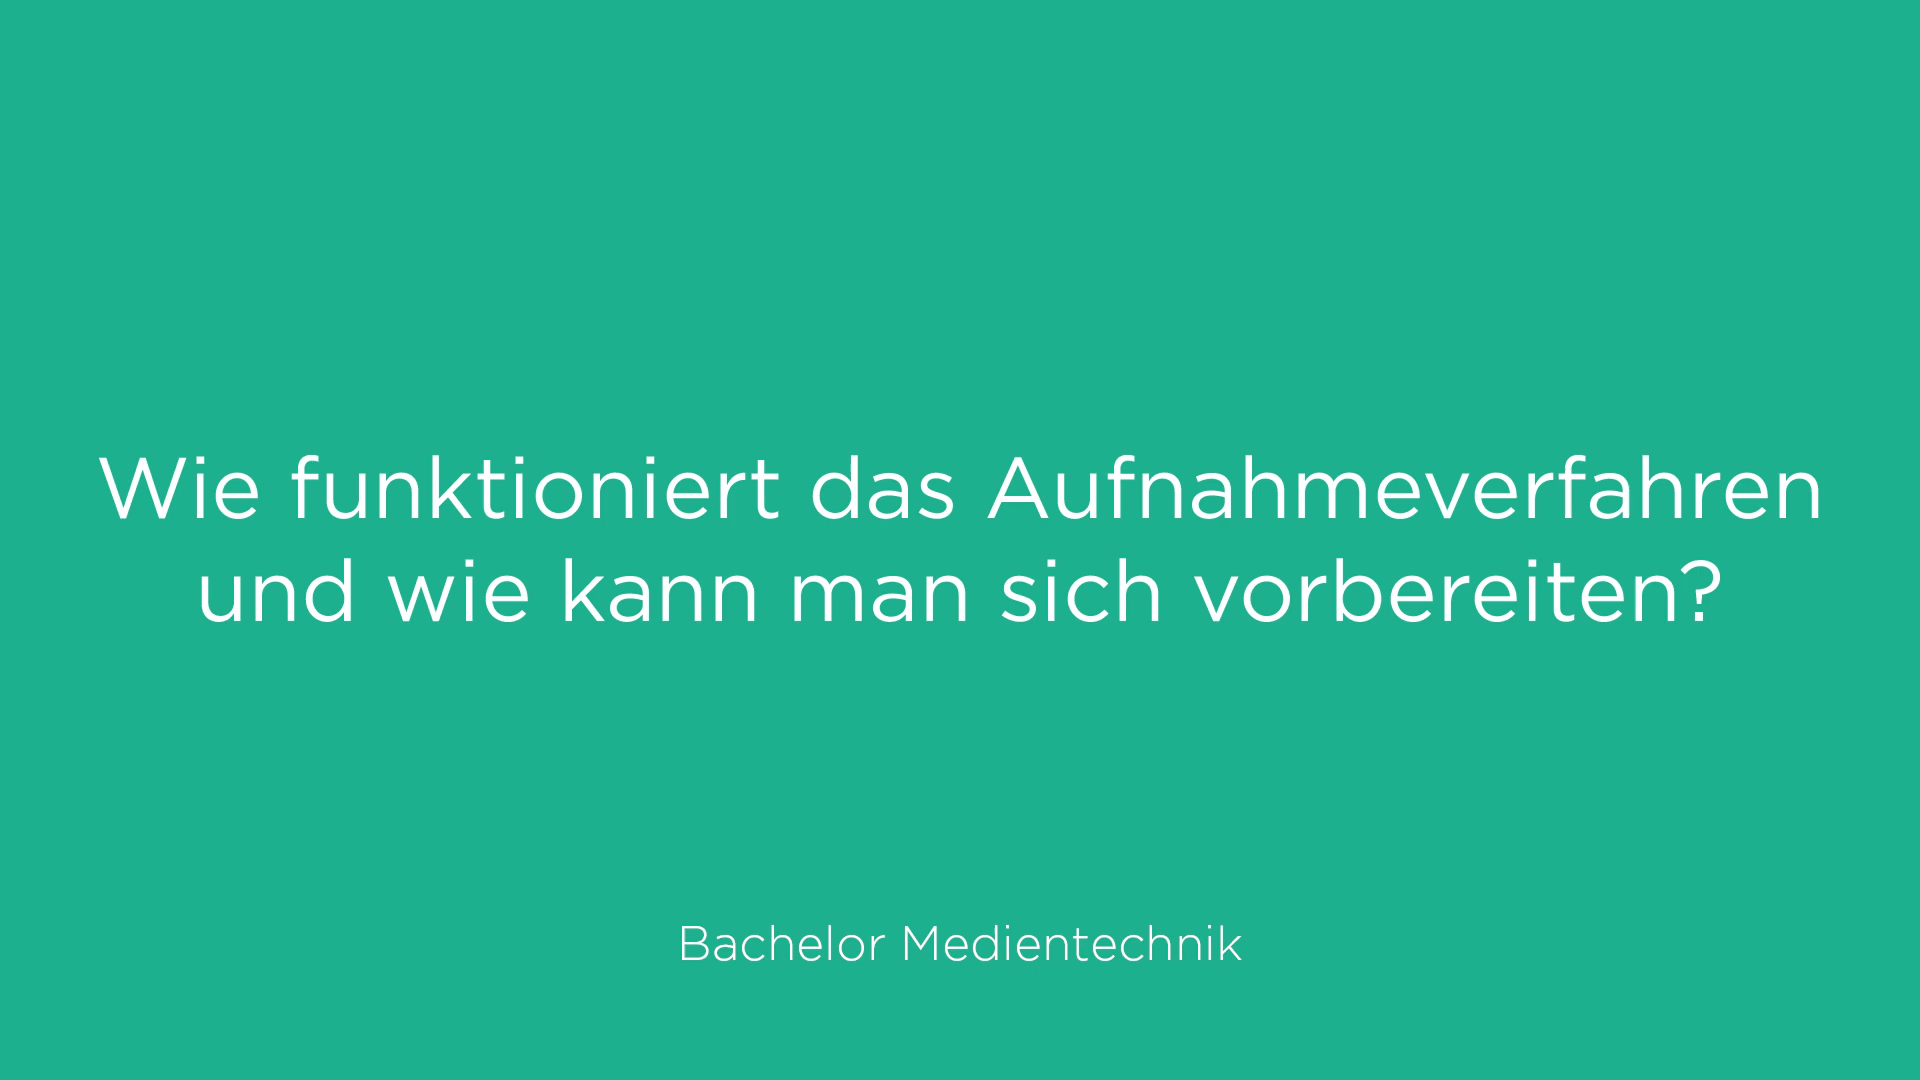 Wie funktioniert das Aufnahmeverfahren
und wie kann man sich vorbereiten?
Bachelor Medientechnik